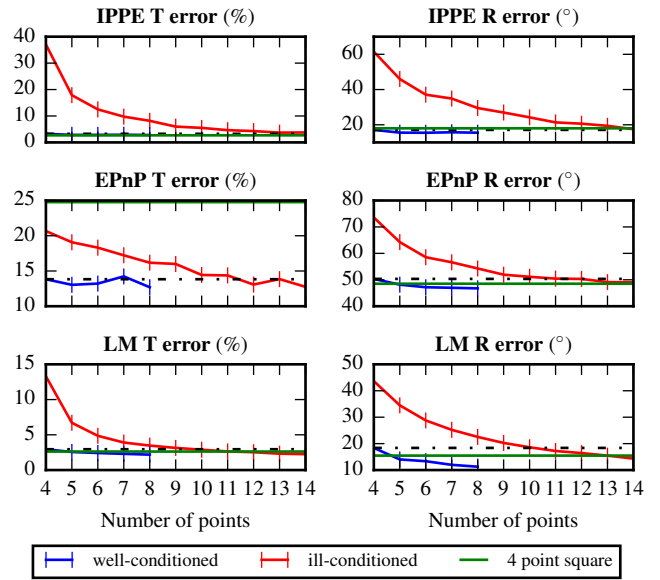 IPPE T error (%)
IPPE R error (°)
40
30
20
10
0
60
40
20
EPnP T error (%)
EPnP R error (°)
25
20
15
10
80
70
60
50
40
LM T error (%)
LM R error (°)
15
10
5
0
50
40
30
20
10
4 5 6 7 8 9 10 11 12 13 14
4 5 6 7 8 9 10 11 12 13 14
Number of points
Number of points
well-conditioned
ill-conditioned
4 point square